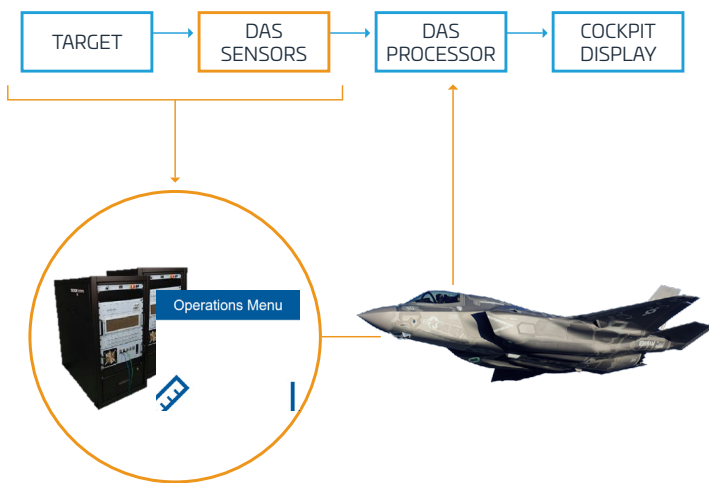 TARGET
DAS
SENSORS
DAS
PROCESSOR
COCKPIT
DISPLAY
Operations Menu